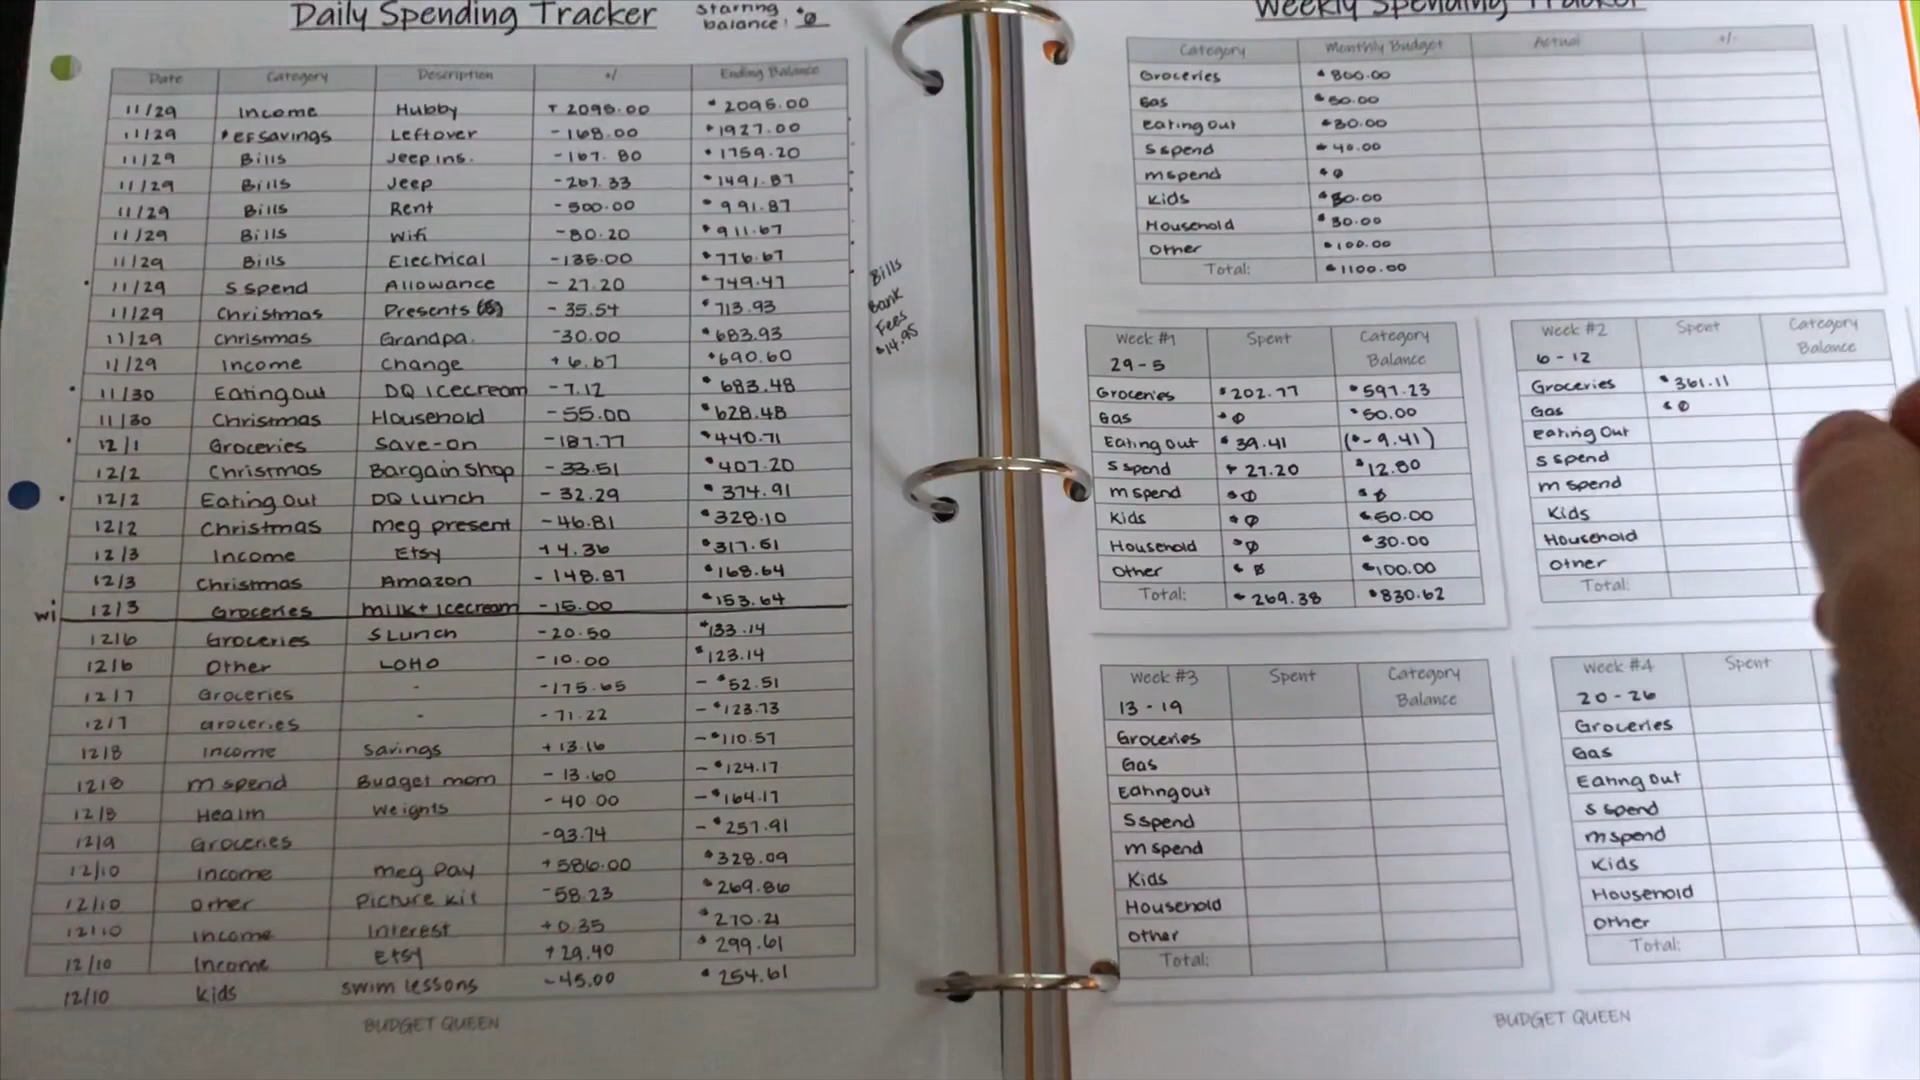 Daily Spending Tracker
starting balance: $0
Date Category Description +/ Ending Balance
11/29 Income Hubby + 2095.00 $2095.00
11/29 EF savings Leftover - 168.00 $1927.00
11/29 Bills Jeep ins. - 167.80 $1759.20
11/29 Bills Jeep - 267.33 $1491.87
11/29 Bills Rent - 500.00 $991.87
11/29 Bills Wifi - 80.20 $911.67
11/29 Bills Electrical - 135.00 $776.67
11/29 S spend Allowance - 27.20 $749.47
11/29 Christmas Presents - 35.54 $713.93
11/29 Christmas Grandpa. -30.00 $683.93
11/29 Income Change + 6.67 $690.60
11/30 Eating out DQ icecream -7.12 $683.48
11/30 Christmas Household -55.00 $628.48
12/1 Groceries Save-on -187.77 $440.71
12/2 Christmas Bargain shop - 33.51 $407.20
12/2 Eating out DQ Lunch - 32.29 $374.91
12/2 Christmas meg present - 46.81 $328.10
12/3 Income Etsy + 4.36 $317.51
12/3 Christmas Amazon - 148.87 $168.64
12/3 Groceries milk + icecream - 15.00 $153.64
12/6 Groceries S Lunch - 20.50 $133.14
12/6 Other LOHO - 10.00 $123.14
12/7 Groceries - -175.65 - $52.51
12/7 Groceries - - 71.22 - $123.73
12/8 Income Savings + 13.16 - $110.57
12/8 m spend Budget mom - 13.60 - $124.17
12/8 Health Weights - 40.00 - $164.17
12/9 Groceries -93.74 - $257.91
12/10 Income meg pay + 586.00 $328.09
12/10 other Picture kit - 58.23 $269.86
12/10 Income Interest + 0.35 $270.21
12/10 Income Etsy + 29.40 $299.61
12/10 kids swim lessons - 45.00 $254.61
Bills
Bank
Fees
$14.95
BUDGET QUEEN
Weekly Spending Tracker
Category Monthly Budget Actual +/-
Groceries $800.00
Gas $50.00
eating out $30.00
S spend $40.00
m spend $0
Kids $50.00
Household $30.00
Other $100.00
Total: $1100.00
Week #1 Spent Category Balance
29 - 5
Groceries $202.77 $597.23
Gas $0 $50.00
Eating out $39.41 ($-9.41)
S spend $27.20 $12.80
m spend $0 $0
Kids $0 $50.00
Household $0 $30.00
Other $0 $100.00
Total: $269.38 $830.62
Week #2 Spent Category Balance
6 - 12
Groceries $361.11
Gas $0
eating out
S spend
m spend
Kids
Household
other
Total:
Week #3 Spent Category Balance
13 - 19
Groceries
Gas
Eating out
S spend
m spend
Kids
Household
other
Total:
Week #4 Spent
20 - 26
Groceries
Gas
Eating out
S spend
m spend
Kids
Household
other
Total:
BUDGET QUEEN